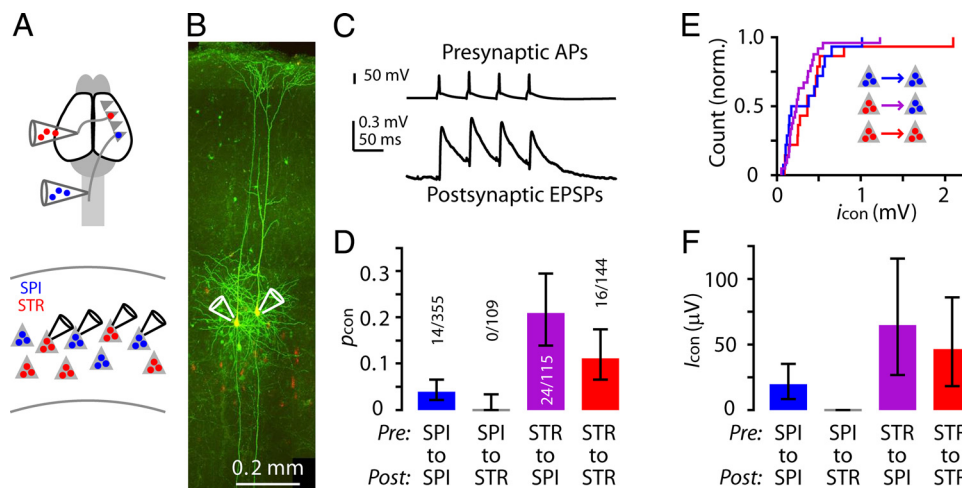 A
SPI
STR
B
0.2 mm
C
Presynaptic APs
50 mV
0.3 mV
50 ms
Postsynaptic EPSPs
D
pcon
0.3
0.2
0.1
0
14/355
0/109
24/115
16/144
Pre: SPI SPI STR STR
to to to to
Post: SPI STR SPI STR
E
Count (norm.)
1.0
0.5
0
0 1 2
icon (mV)
F
Icon (µV)
100
50
0
Pre: SPI SPI STR STR
to to to to
Post: SPI STR SPI STR